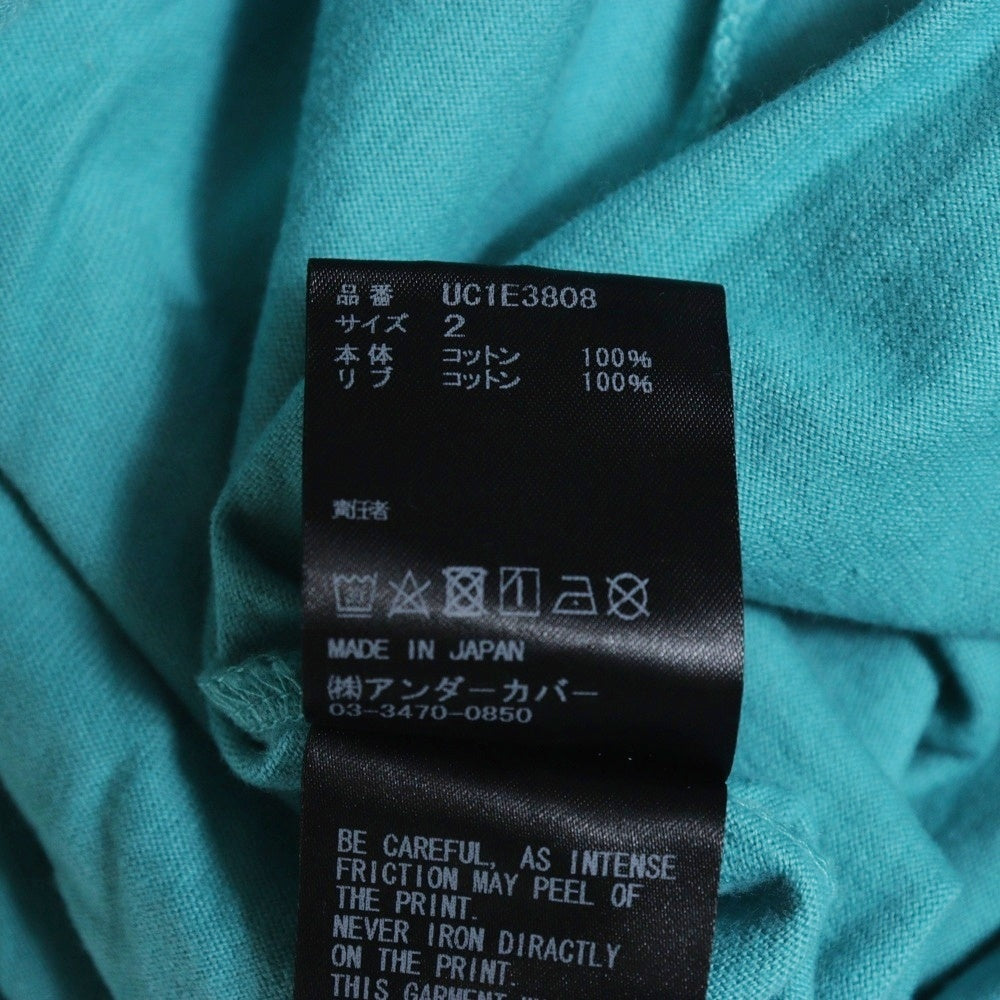 品番 UC1E3808
サイズ 2
本体 コットン 100%
リブ コットン 100%
責任者
MADE IN JAPAN
㈱アンダーカバー
03-3470-0850
BE CAREFUL, AS INTENSE
FRICTION MAY PEEL OF
THE PRINT.
NEVER IRON DIRACTLY
ON THE PRINT.
THIS GARMENT